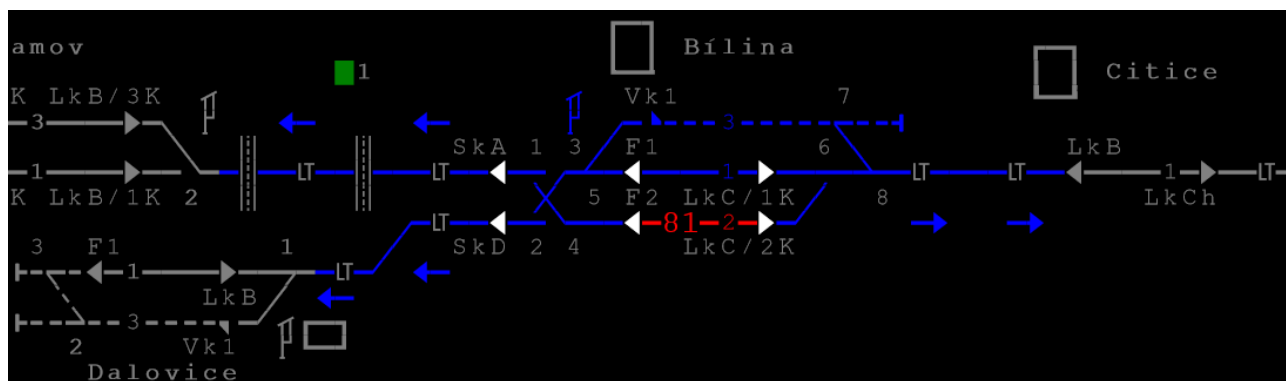 amov
Bílina
Citice
1
K LkB/3K
Vk1
7
3
3
SkA 1 3 F1
6
LkB
1
LT
LT
1
LT
LT
1
LT
K LkB/1K 2
5 F2 LkC/1K
8
LkCh
LT
81
2
3 F1
1
SkD 2 4
LkC/2K
1
LT
LkB
3
2
Vk1
Dalovice